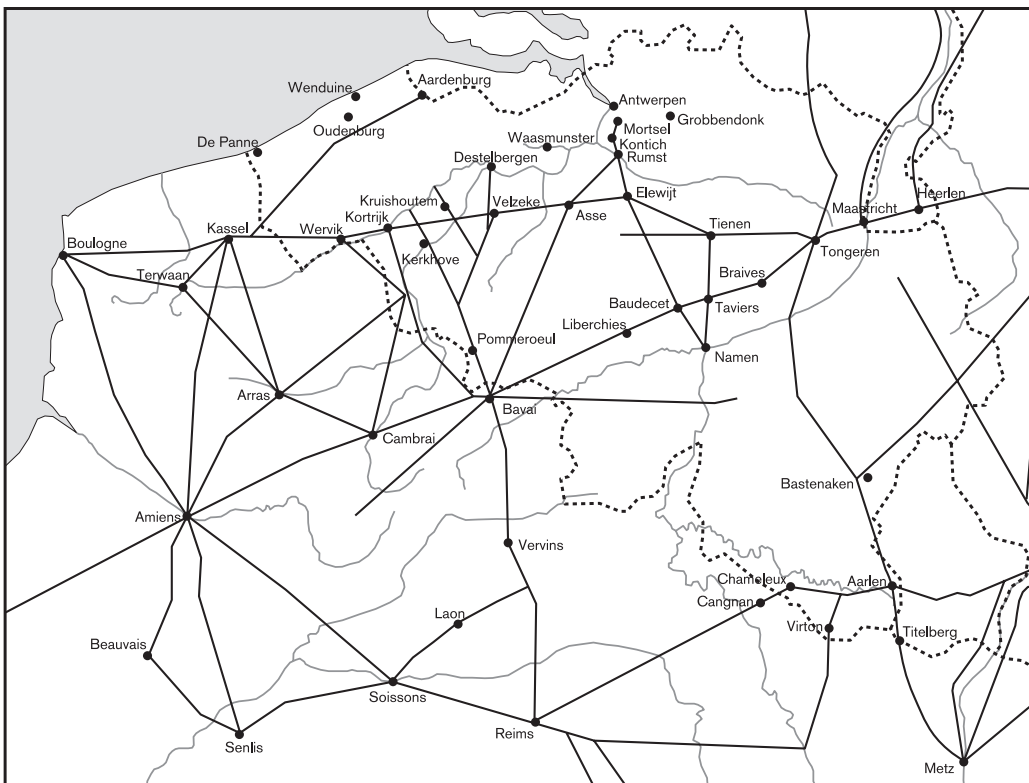 Aardenburg
Wenduine
Antwerpen
Oudenburg
Mortsel
Grobbendonk
De Panne
Waasmunster
Kontich
Destelbergen
Rumst
Kruishoutem
Velzeke
Elewijt
Heerlen
Kortrijk
Asse
Maastricht
Kassel
Wervik
Tienen
Boulogne
Kerkhove
Tongeren
Terwaan
Braives
Baudecet
Taviers
Liberchies
Pommeroeul
Namen
Arras
Bavai
Cambrai
Bastenaken
Amiens
Vervins
Chameleux
Aarlen
Cangnan
Laon
Virton
Beauvais
Titelberg
Soissons
Reims
Senlis
Metz